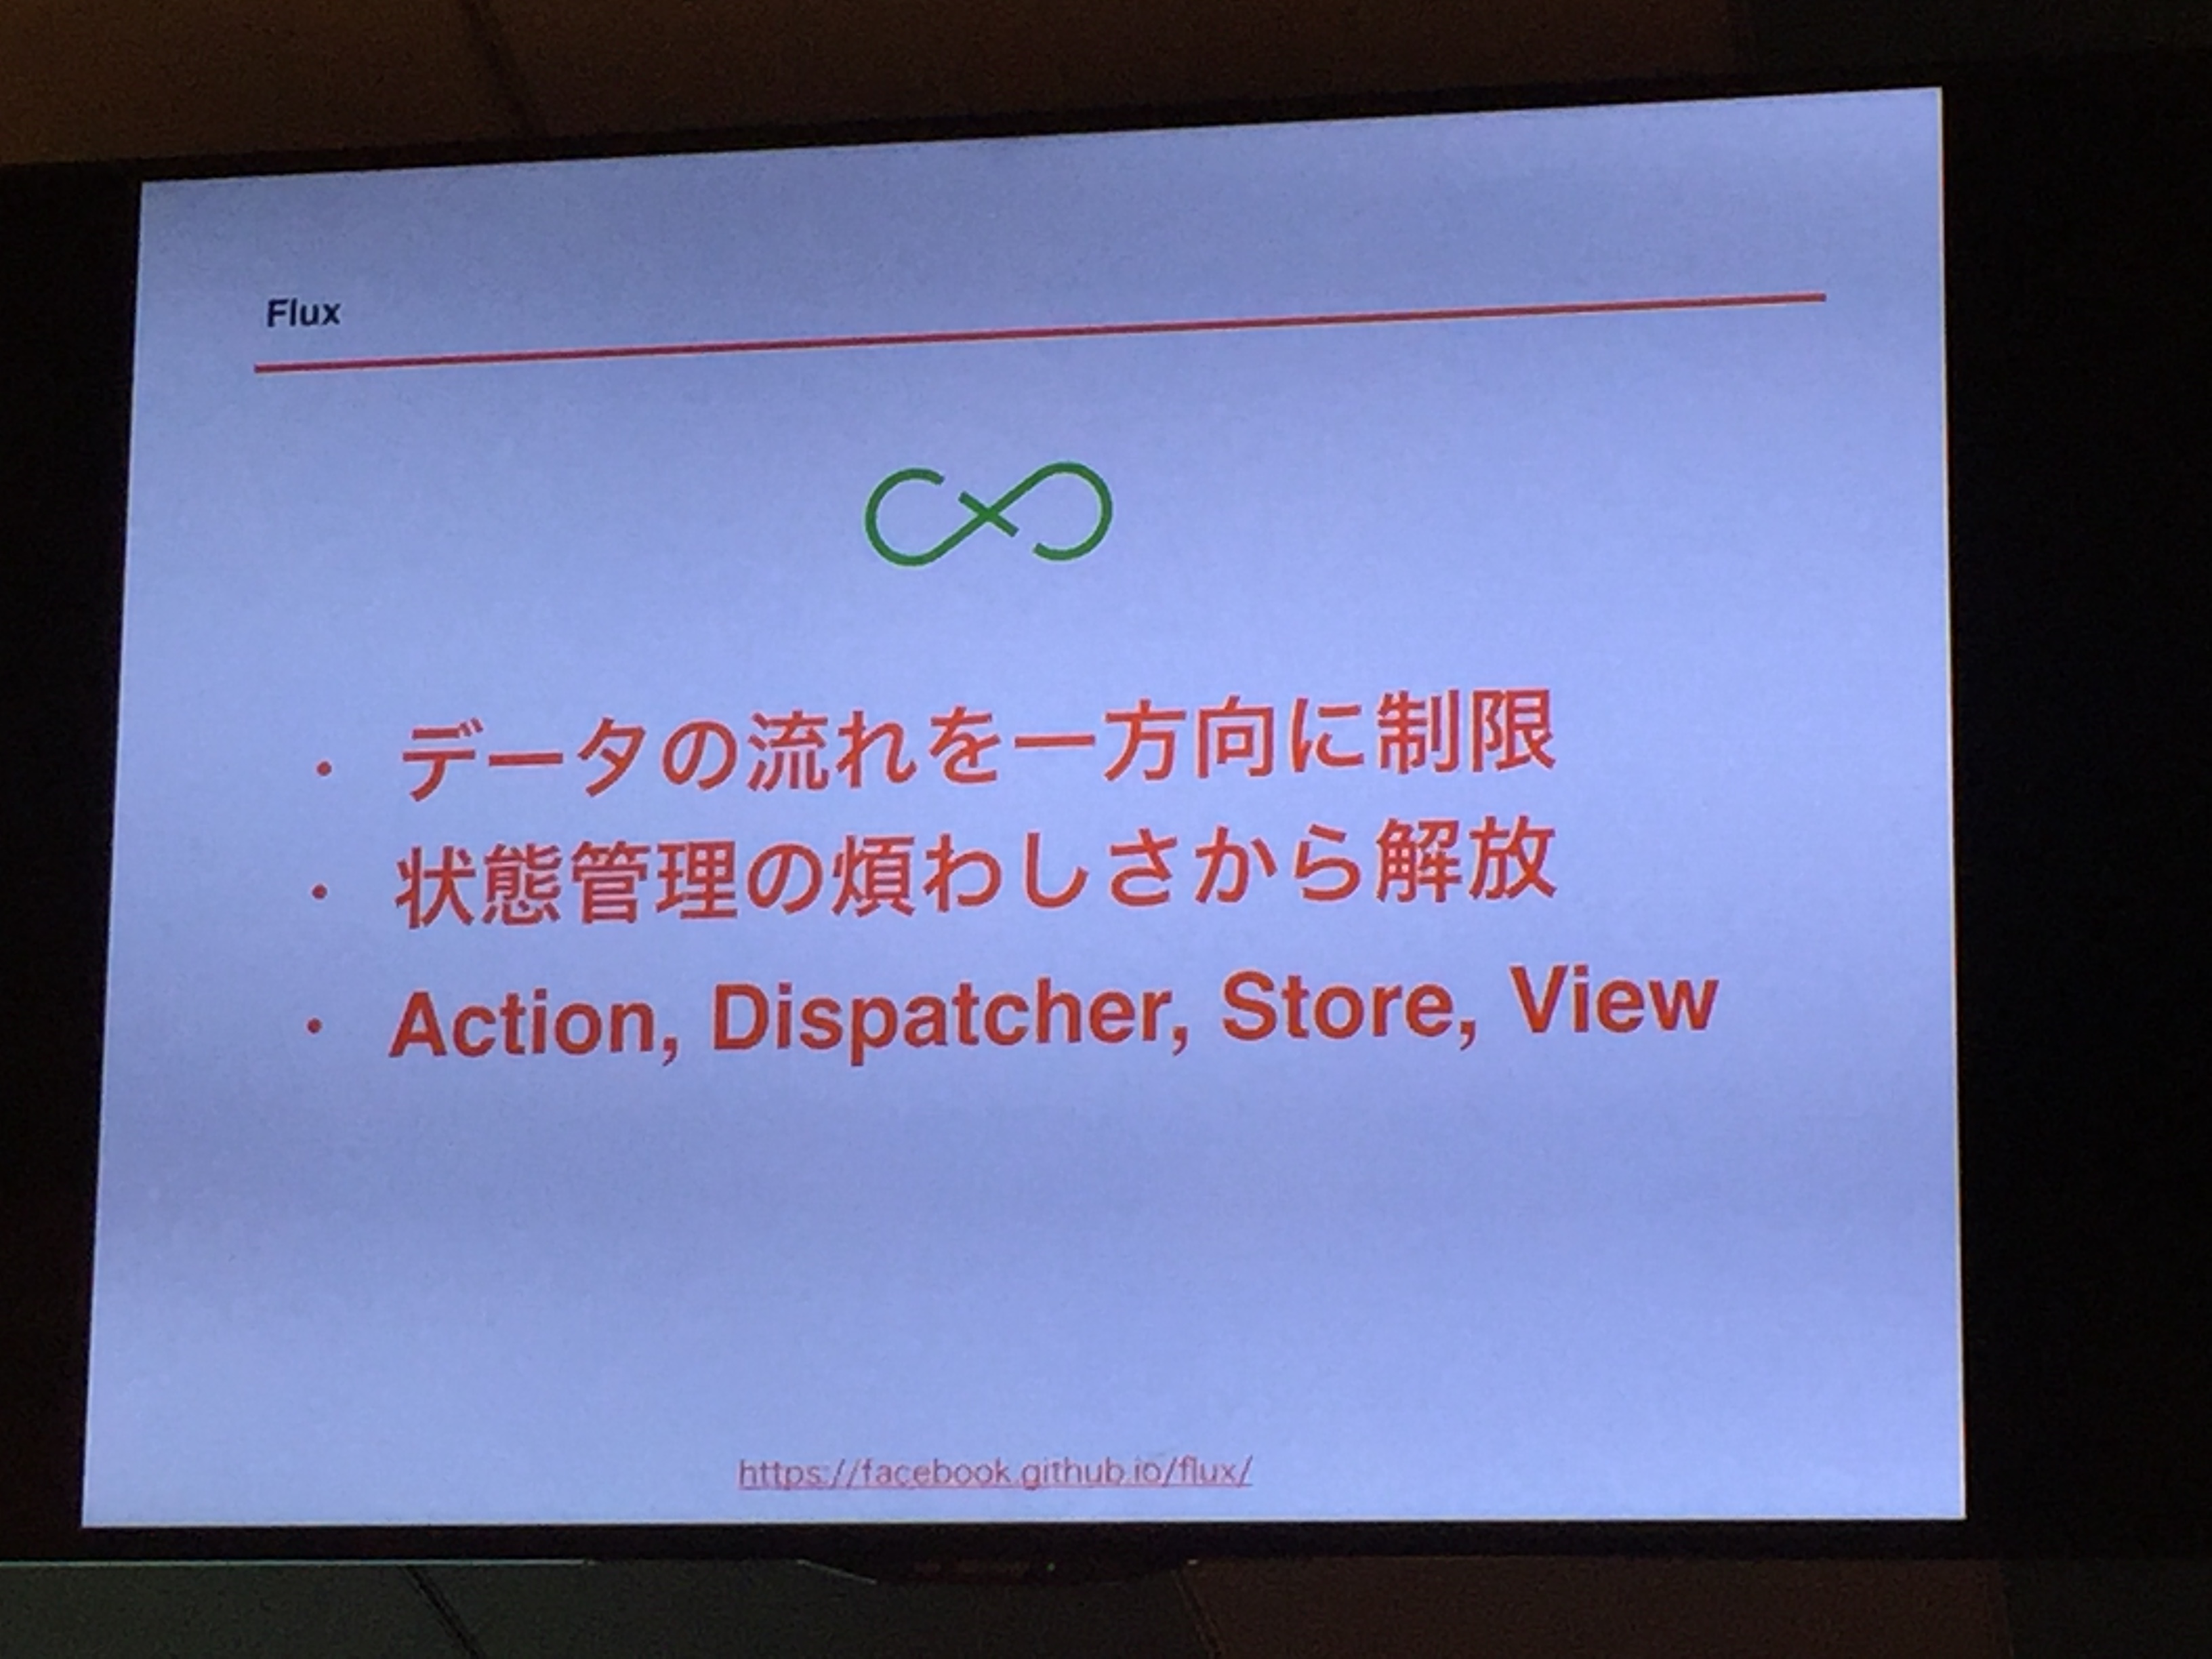 Flux
・ データの流れを一方向に制限
・ 状態管理の煩わしさから解放
・ Action, Dispatcher, Store, View
https://facebook.github.io/flux/